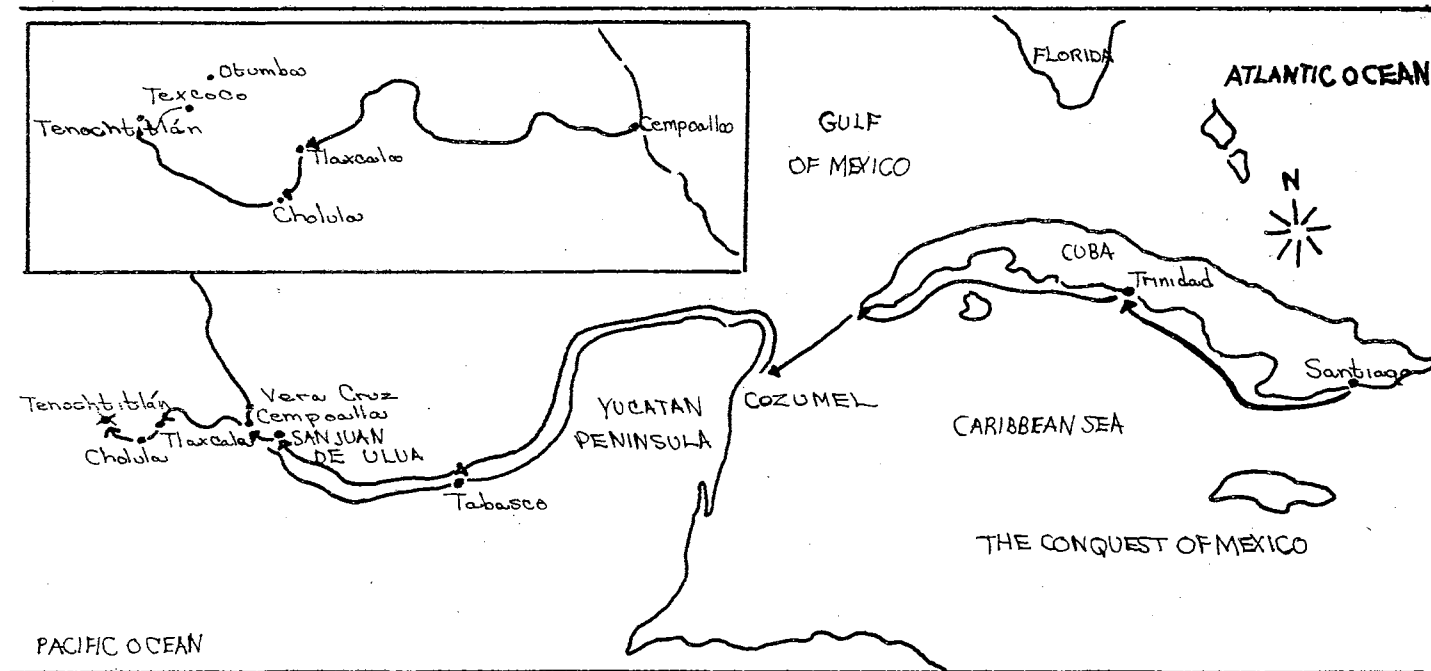 Otumba
Texcoco
Tenochtitlán
Tlaxcala
Cholula
Cempoalla
FLORIDA
ATLANTIC OCEAN
GULF
OF MEXICO
N
CUBA
Trinidad
Santiago
Tenochtitlán
Cholula
Tlaxcala
Vera Cruz
Cempoalla
SAN JUAN
DE ULUA
Tabasco
YUCATAN
PENINSULA
COZUMEL
CARIBBEAN SEA
THE CONQUEST OF MEXICO
PACIFIC OCEAN